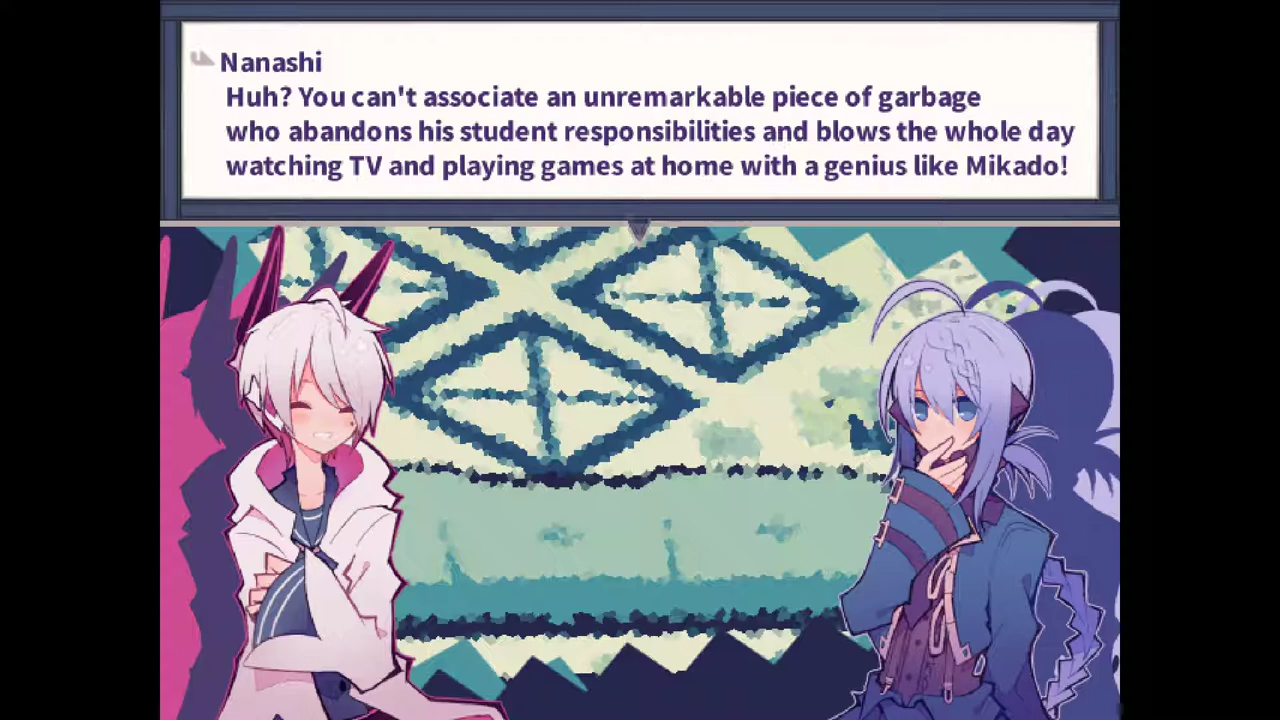 Nanashi
Huh? You can't associate an unremarkable piece of garbage
who abandons his student responsibilities and blows the whole day
watching TV and playing games at home with a genius like Mikado!